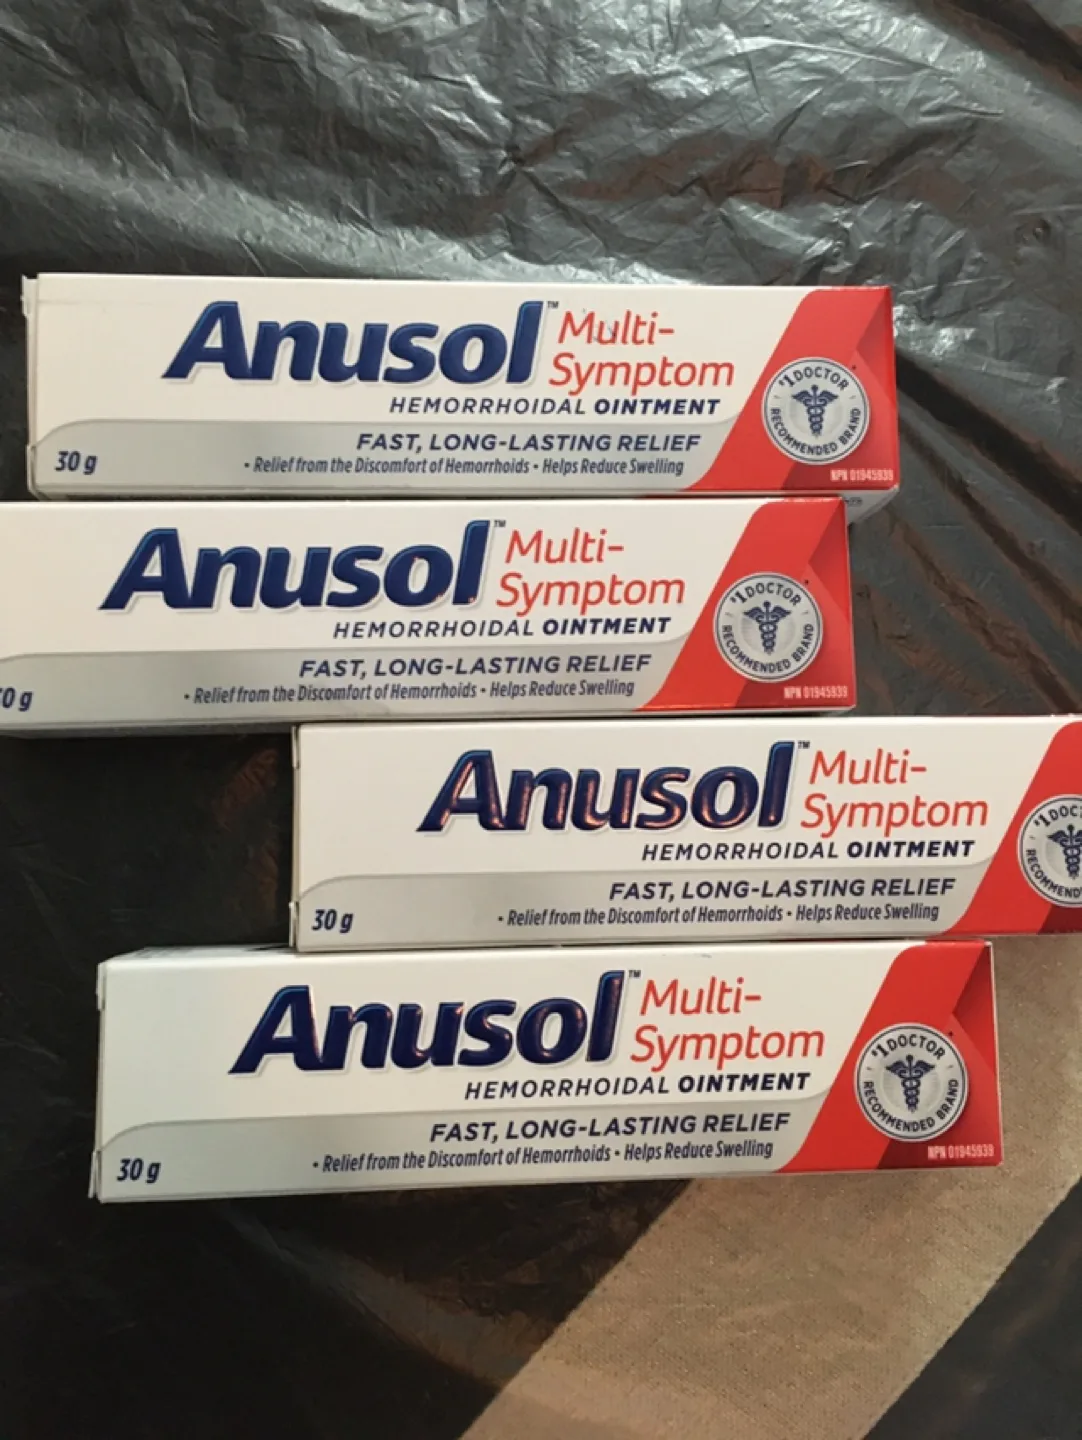 Anusol™ Multi-
Symptom
HEMORRHOIDAL OINTMENT
FAST, LONG-LASTING RELIEF
• Relief from the Discomfort of Hemorrhoids • Helps Reduce Swelling
30 g
#1 DOCTOR
RECOMMENDED BRAND
NPN 01945939
Anusol™ Multi-
Symptom
HEMORRHOIDAL OINTMENT
FAST, LONG-LASTING RELIEF
• Relief from the Discomfort of Hemorrhoids • Helps Reduce Swelling
0 g
#1 DOCTOR
RECOMMENDED BRAND
NPN 01945939
Anusol™ Multi-
Symptom
HEMORRHOIDAL OINTMENT
FAST, LONG-LASTING RELIEF
• Relief from the Discomfort of Hemorrhoids • Helps Reduce Swelling
30 g
#1 DOCT
RECOMMEND
Anusol™ Multi-
Symptom
HEMORRHOIDAL OINTMENT
FAST, LONG-LASTING RELIEF
• Relief from the Discomfort of Hemorrhoids • Helps Reduce Swelling
30 g
#1 DOCTOR
RECOMMENDED BRAND
NPN 01945939